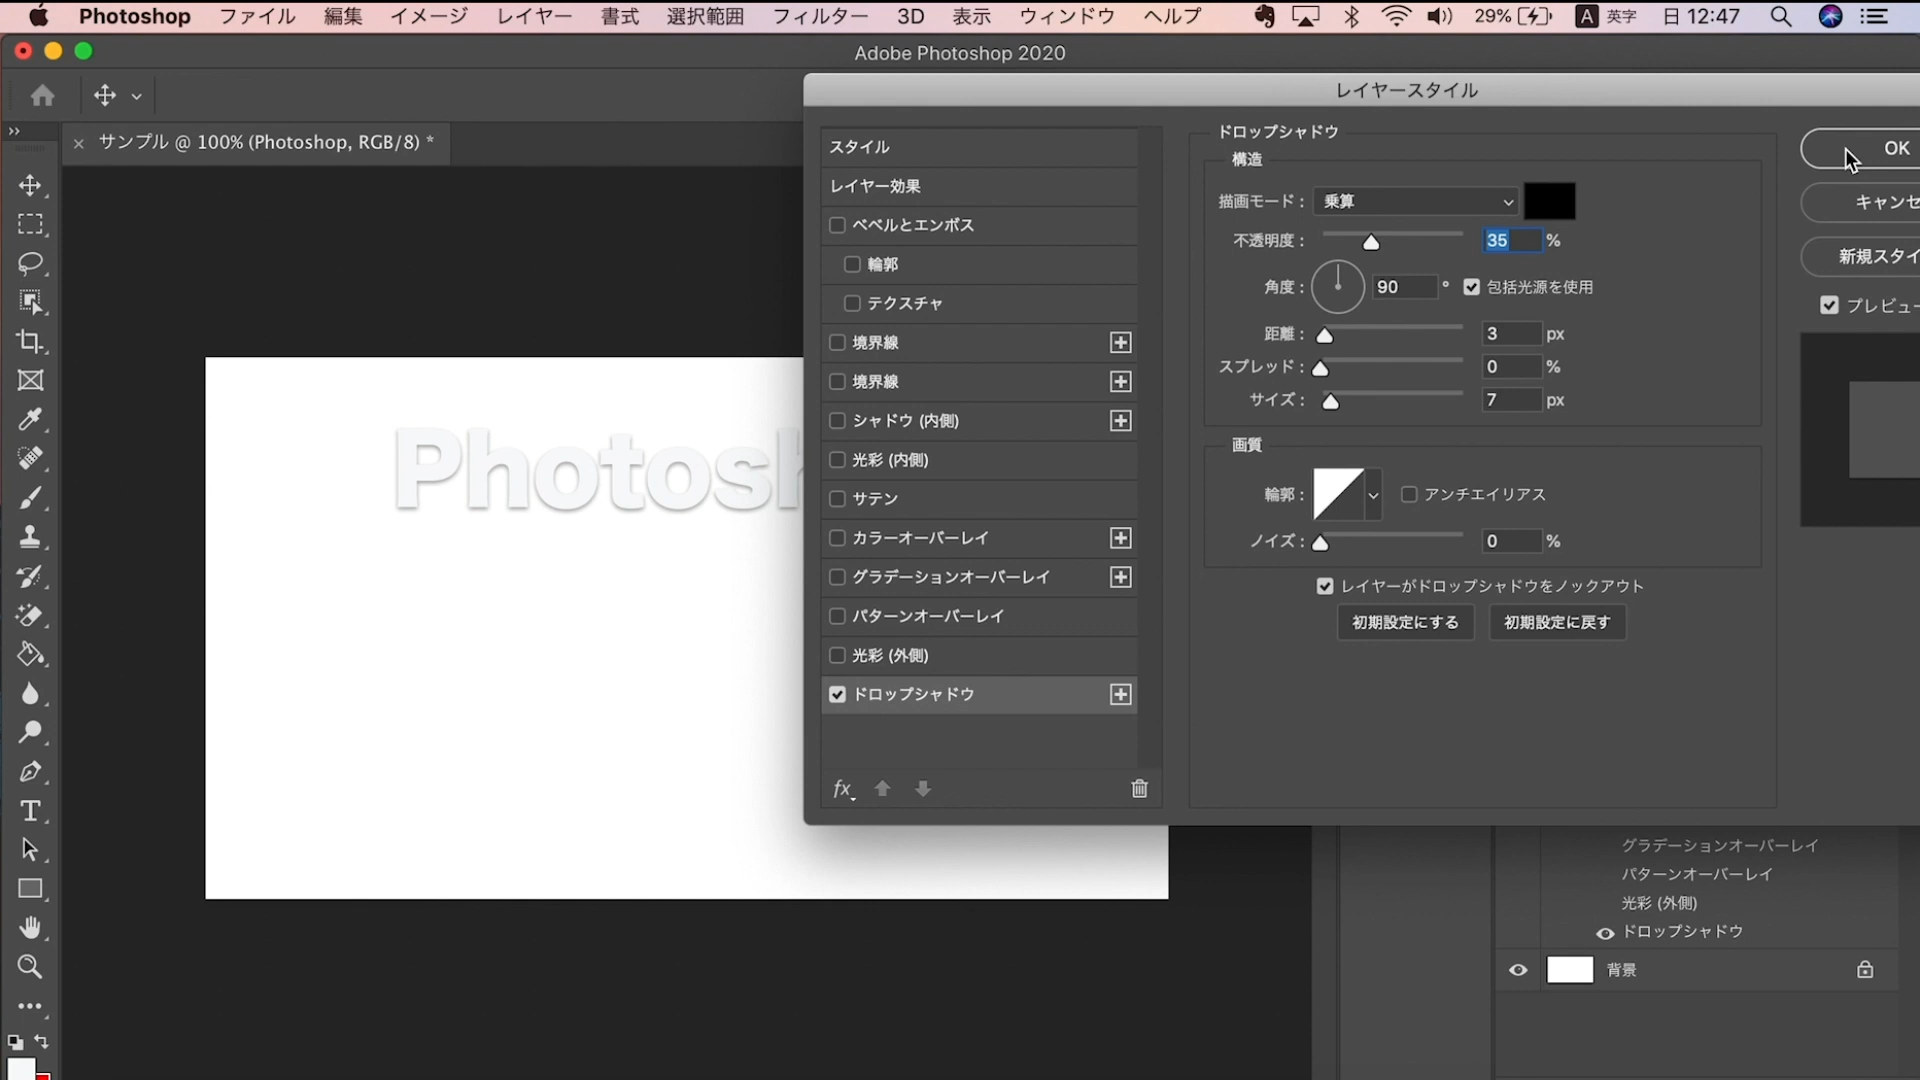 Photoshop ファイル 編集 イメージ レイヤー 書式 選択範囲 フィルター 3D 表示 ウィンドウ ヘルプ 29% A 英字 日 12:47
Adobe Photoshop 2020
レイヤースタイル
サンプル @ 100% (Photoshop, RGB/8) *
Photosh
スタイル
レイヤー効果
ベベルとエンボス
輪郭
テクスチャ
境界線
境界線
シャドウ (内側)
光彩 (内側)
サテン
カラーオーバーレイ
グラデーションオーバーレイ
パターンオーバーレイ
光彩 (外側)
ドロップシャドウ
fx
ドロップシャドウ
構造
描画モード : 乗算
不透明度 : 35 %
角度 : 90 ° 包括光源を使用
距離 : 3 px
スプレッド : 0 %
サイズ : 7 px
画質
輪郭 : アンチエイリアス
ノイズ : 0 %
レイヤーがドロップシャドウをノックアウト
初期設定にする 初期設定に戻す
OK
キャンセ
新規スタイ
プレビュー
グラデーションオーバーレイ
パターンオーバーレイ
光彩 (外側)
ドロップシャドウ
背景